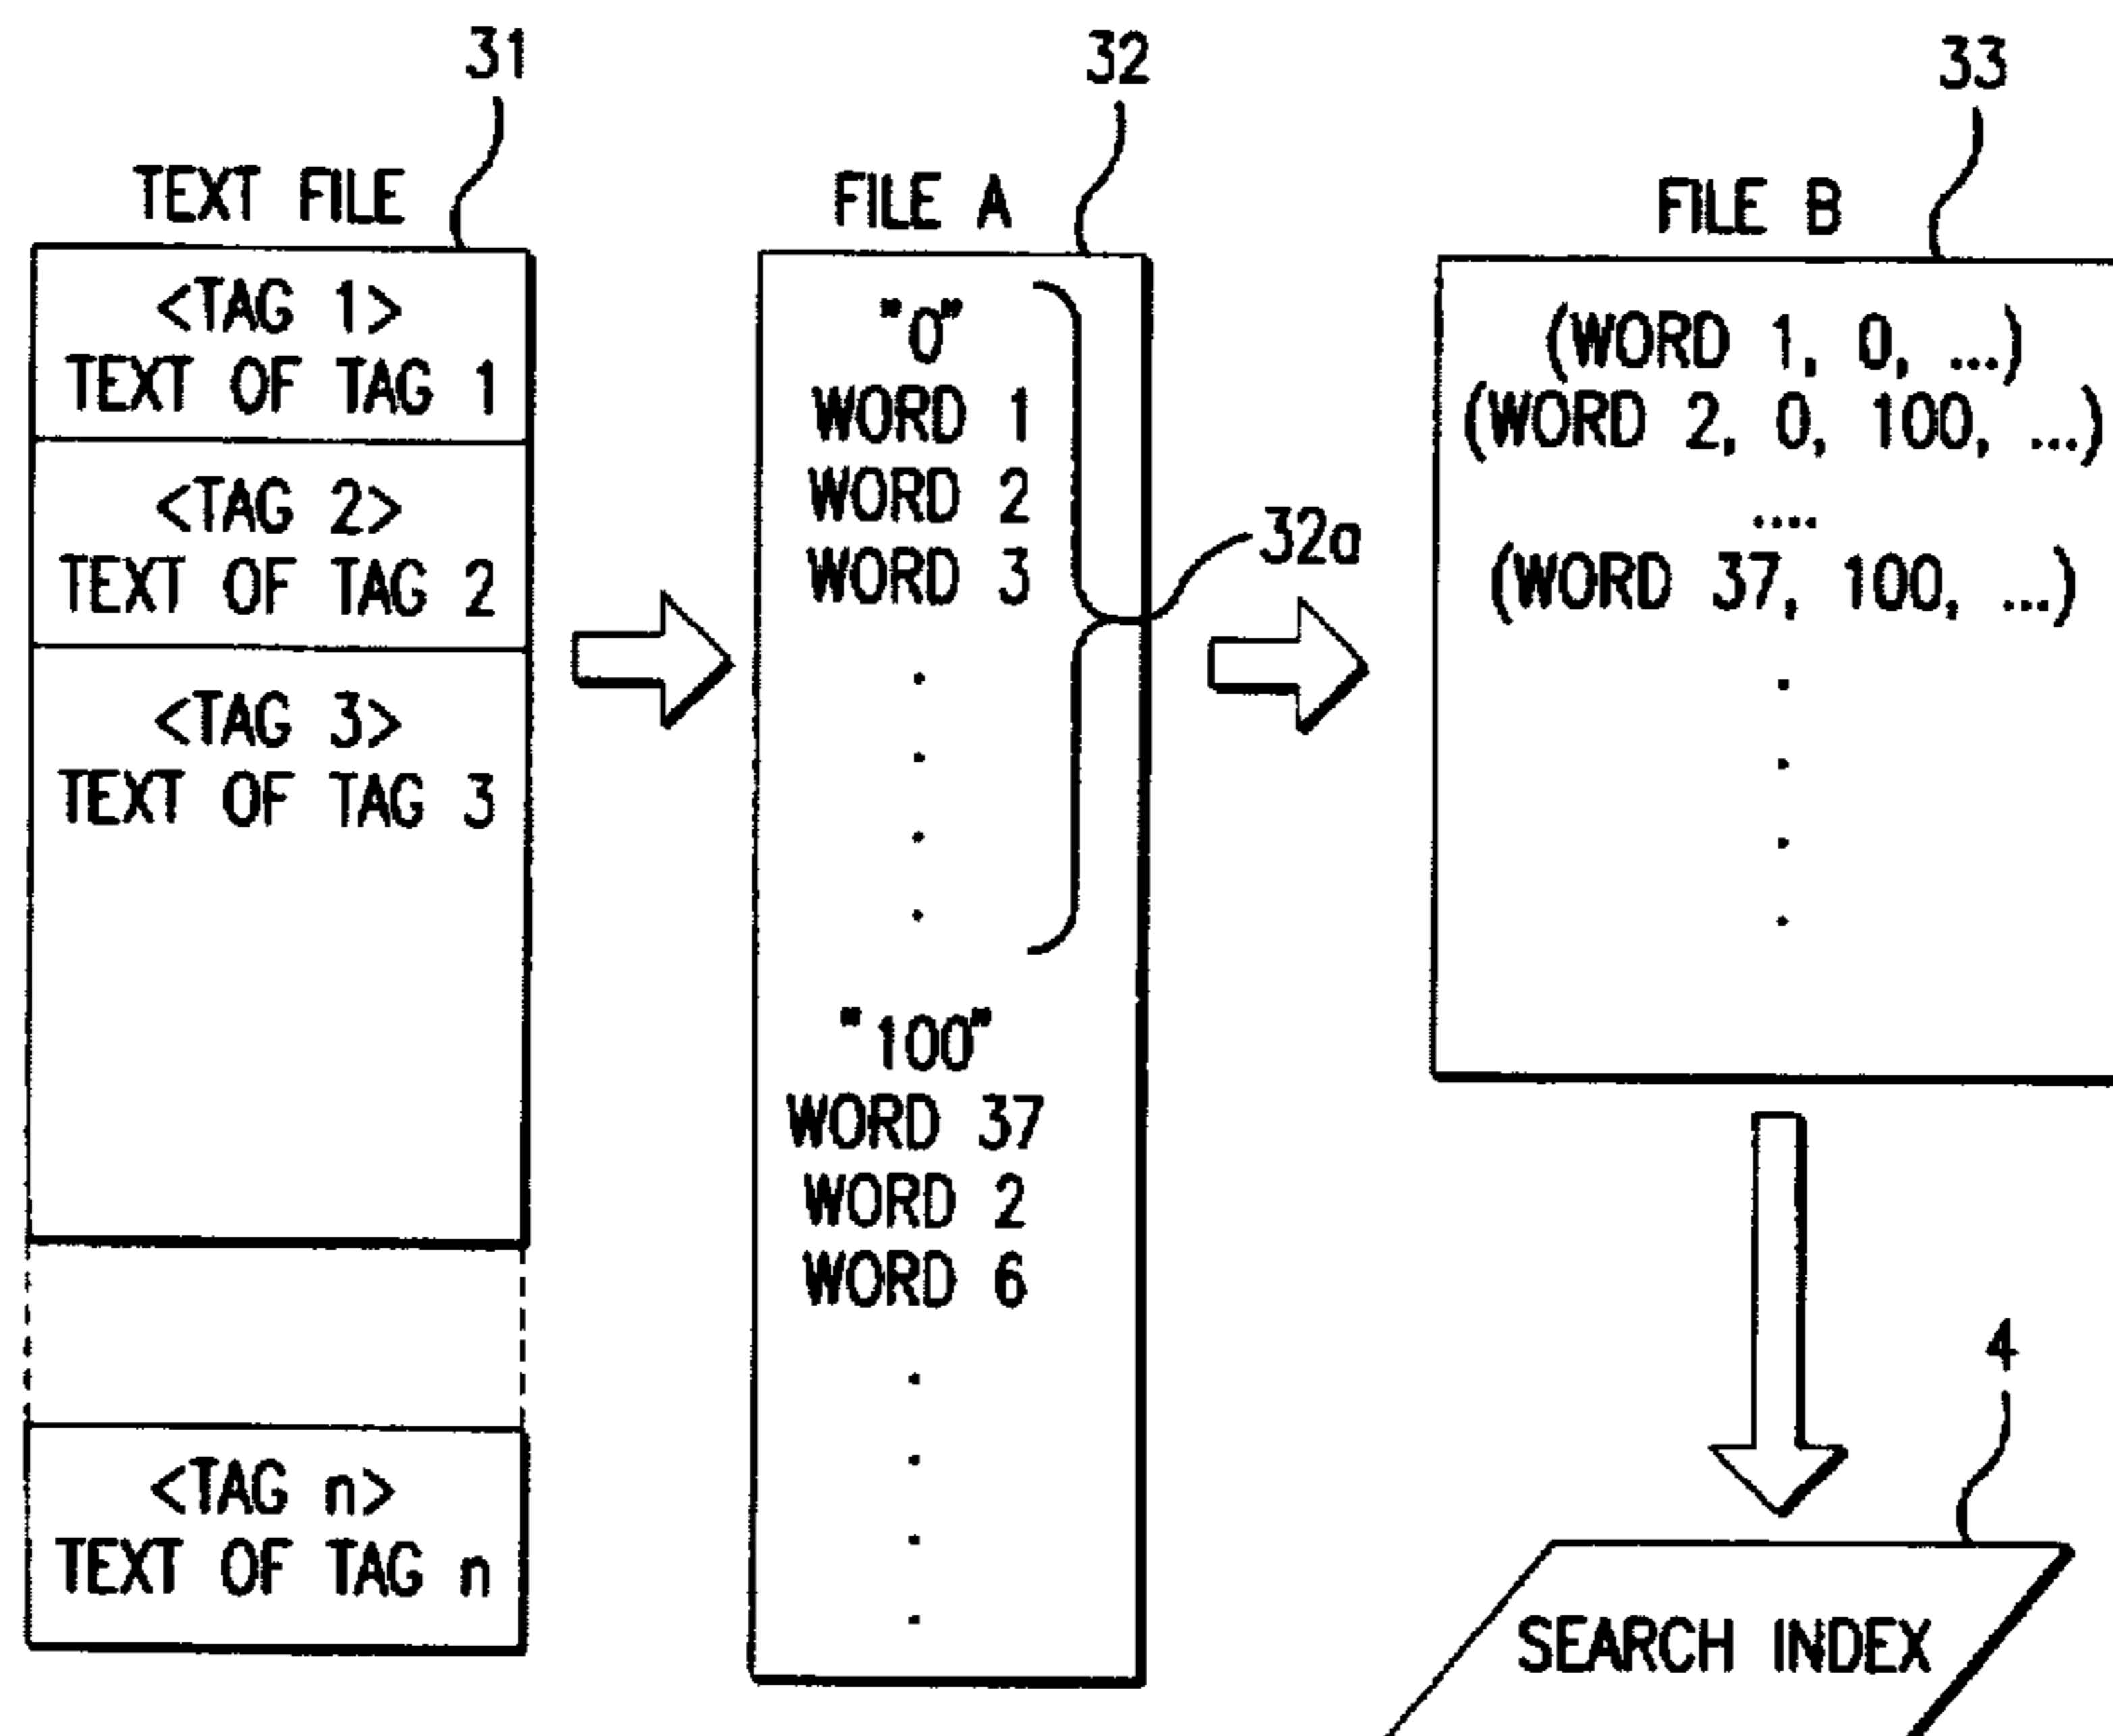 31
TEXT FILE
<TAG 1>
TEXT OF TAG 1
<TAG 2>
TEXT OF TAG 2
<TAG 3>
TEXT OF TAG 3
<TAG n>
TEXT OF TAG n
32
FILE A
"0"
WORD 1
WORD 2
WORD 3
.
.
.
.
32a
"100"
WORD 37
WORD 2
WORD 6
.
.
.
.
33
FILE B
(WORD 1, 0, ...)
(WORD 2, 0, 100, ...)
....
(WORD 37, 100, ...)
.
.
.
.
4
SEARCH INDEX